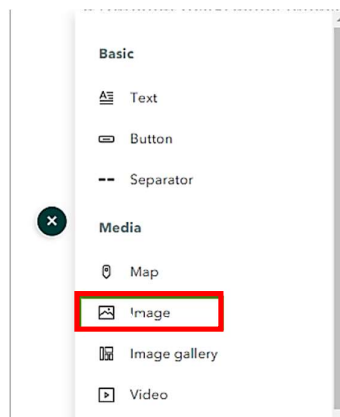 Basic
Text
Button
Separator
Media
Map
Image
Image gallery
Video